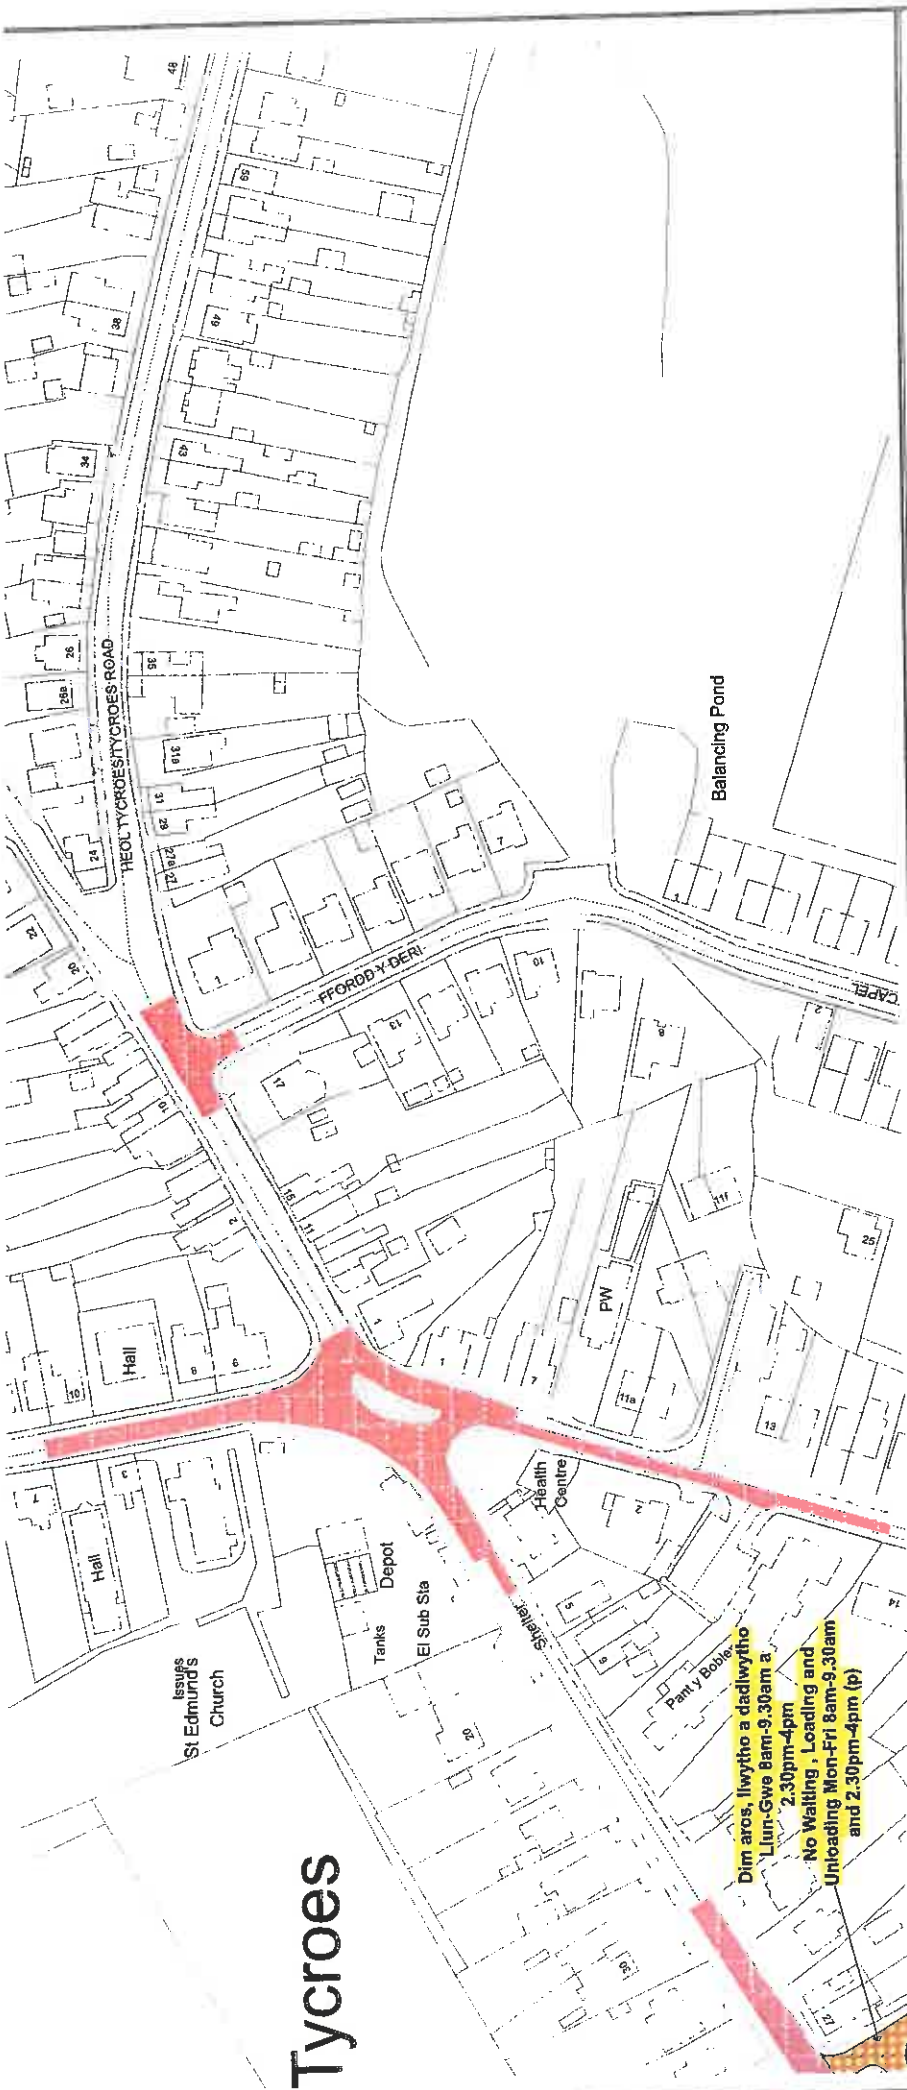 Tycroes
HEOL TYCROES/TYCROES ROAD
FFORDD Y DERI
CAPEL
Balancing Pond
Hall
Hall
St Edmund's
Church
Issues
Depot
Tanks
El Sub Sta
Shelter
Health
Centre
PW
Pant y Bobler
Dim aros, llwytho a dadlwytho
Llun-Gwe 8am-9.30am a
2.30pm-4pm
No Waiting , Loading and
Unloading Mon-Fri 8am-9.30am
and 2.30pm-4pm (p)
48
59
38
49
34
43
26
26a
35
31a
31
29
27a
27
24
22
20
1
7
10
13
17
9
2
1
10
2
15
11
1
1
7
11a
11f
25
13
10
8
6
3
2
5
9
14
20
30
27